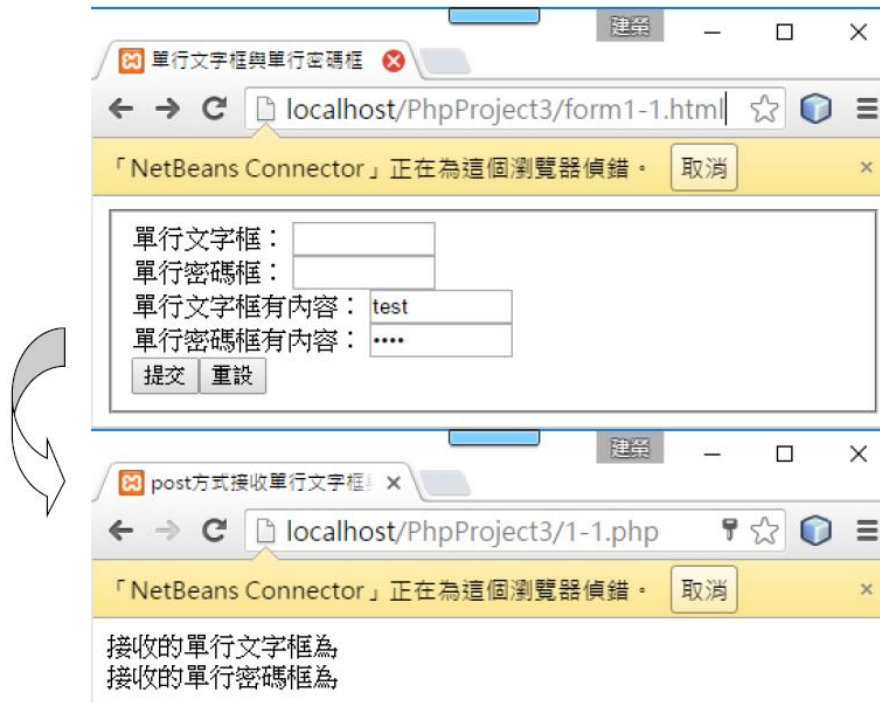 建榮
單行文字框與單行密碼框
localhost/PhpProject3/form1-1.html
「NetBeans Connector」正在為這個瀏覽器偵錯。 取消
單行文字框：
單行密碼框：
單行文字框有內容： test
單行密碼框有內容： ••••
提交 重設
建榮
post方式接收單行文字框
localhost/PhpProject3/1-1.php
「NetBeans Connector」正在為這個瀏覽器偵錯。 取消
接收的單行文字框為
接收的單行密碼框為